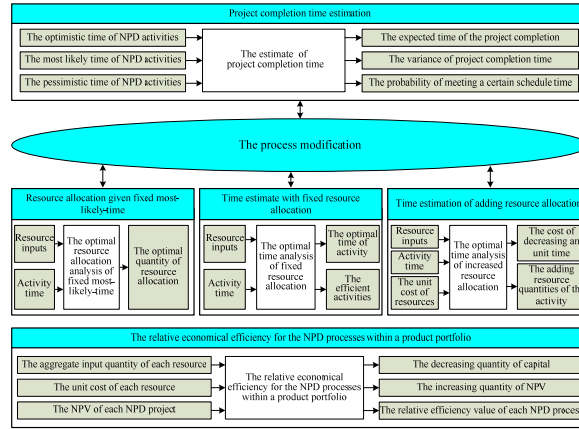 Project completion time estimation
The optimistic time of NPD activities
The most likely time of NPD activities
The pessimistic time of NPD activities
The estimate of
project completion time
The expected time of the project completion
The variance of project completion time
The probability of meeting a certain schedule time
The process modification
Resource allocation given fixed most-
likely-time
Resource
inputs
Activity
time
The optimal
resource
allocation
analysis of
fixed most-
likely-time
The optimal
quantity of
resource
allocation
Time estimate with fixed resource
allocation
Resource
inputs
Activity
time
The optimal
time analysis
of fixed
resource
allocation
The optimal
time of
activity
The
efficient
activities
Time estimation of adding resource allocation
Resource
inputs
Activity
time
The unit
cost of
resources
The optimal
time analysis
of increased
resource
allocation
The cost of
decreasing an
unit time
The adding
resource
quantities of the
activity
The relative economical efficiency for the NPD processes within a product portfolio
The aggregate input quantity of each resource
The unit cost of each resource
The NPV of each NPD project
The relative economical
efficiency for the NPD processes
within a product portfolio
The decreasing quantity of capital
The increasing quantity of NPV
The relative efficiency value of each NPD process